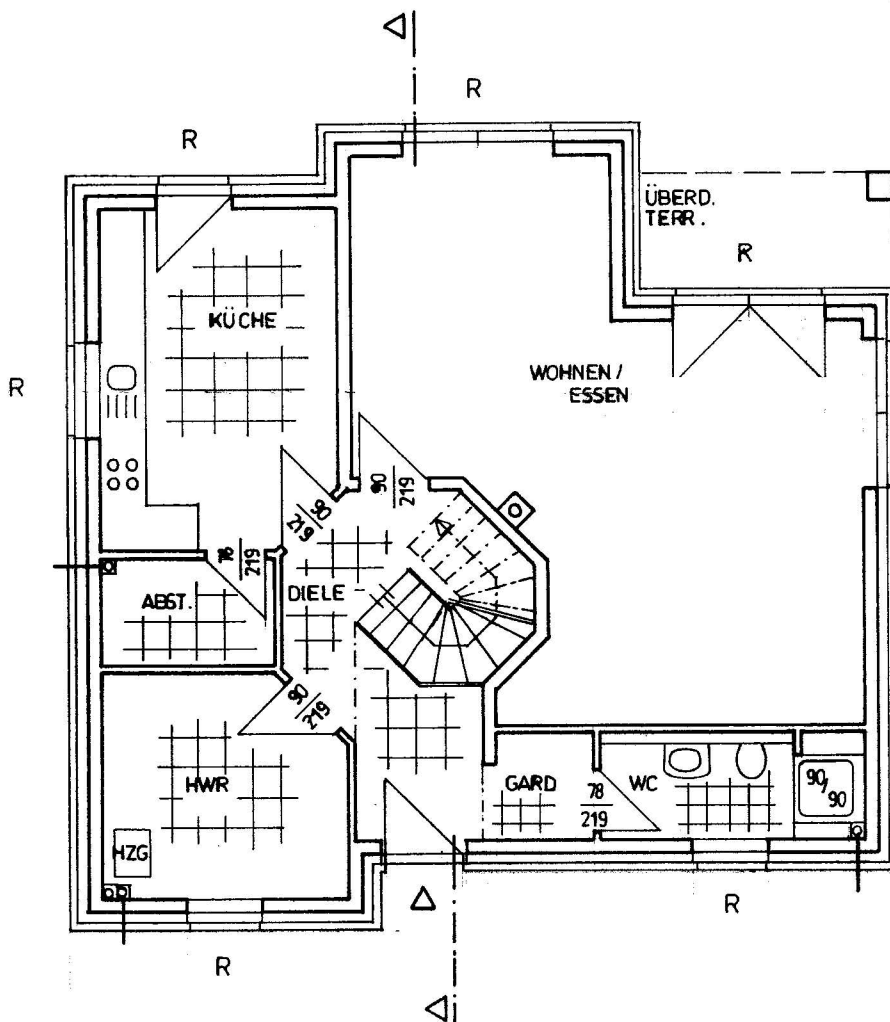 R
R
ÜBERD.
TERR.
R
KÜCHE
WOHNEN /
ESSEN
R
90
219
90
219
78
219
ABST.
DIELE
90
219
HWR
GARD
78
219
WC
90/
90
HZG
R
R